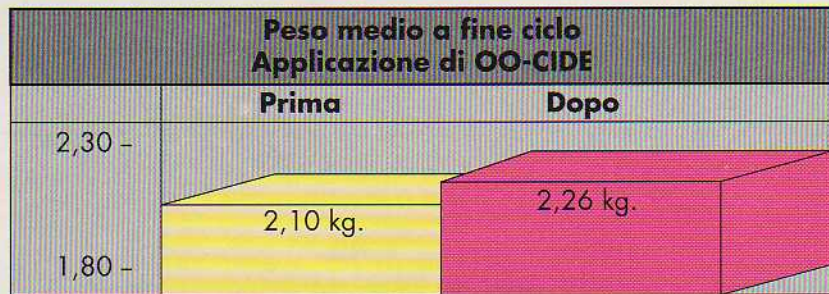 Peso medio a fine ciclo
Applicazione di OO-CIDE
Prima Dopo
2,30 –
2,10 kg.
2,26 kg.
1,80 –